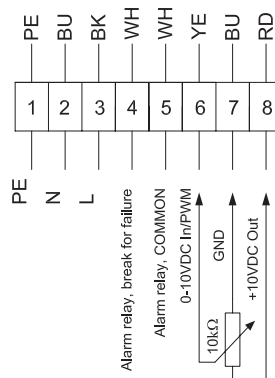 PE BU BK WH WH YE BU RD
1 2 3 4 5 6 7 8
PE
N
L
Alarm relay, break for failure
Alarm relay, COMMON
0-10VDC In/PWM
GND
+10VDC Out
10kΩ